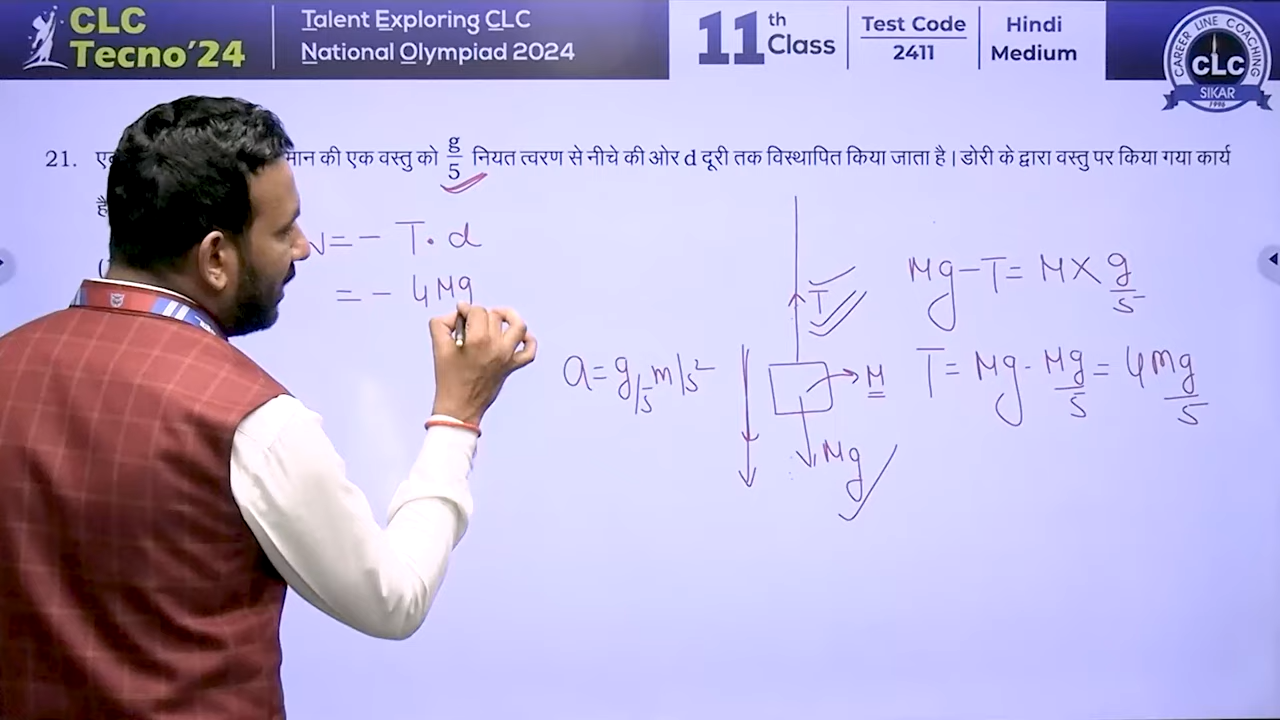 CLC
Tecno'24
Talent Exploring CLC
National Olympiad 2024
11th Class
Test Code
2411
Hindi
Medium
CAREER LINE COACHING
CLC
SIKAR
1996
21. मान की एक वस्तु को g/5 नियत त्वरण से नीचे की ओर d दूरी तक विस्थापित किया जाता है। डोरी के द्वारा वस्तु पर किया गया कार्य
= - T. d
= - 4Mg
T
M
Mg
a = g/5 m/s²
Mg - T = M × g/5
T = Mg - Mg/5 = 4Mg/5